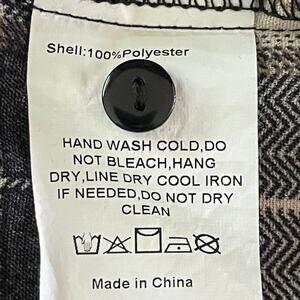 Shell:100%Polyester
HAND WASH COLD,DO
NOT BLEACH,HANG
DRY,LINE DRY COOL IRON
IF NEEDED,DO NOT DRY
CLEAN
Made in China